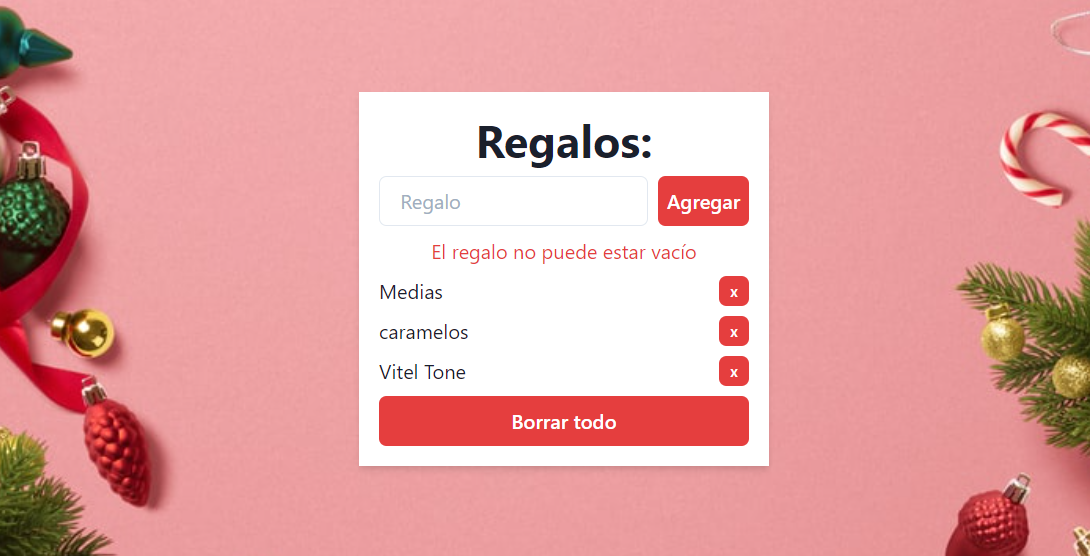 Regalos:
Regalo
Agregar
El regalo no puede estar vacío
Medias
x
caramelos
x
Vitel Tone
x
Borrar todo